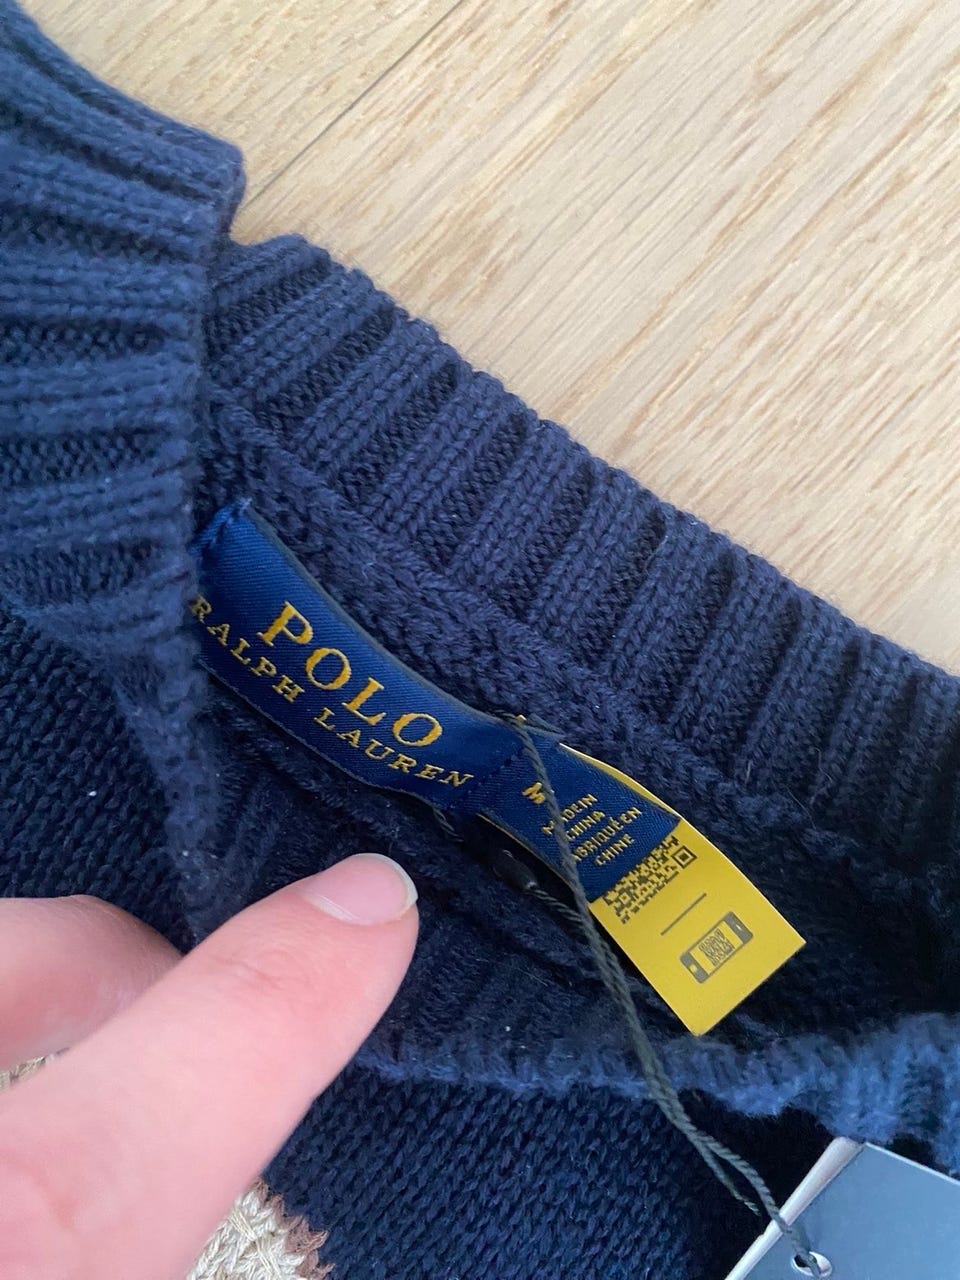 POLO
RALPH LAUREN
M
MADE IN
CHINA
FABRIQUÉ EN
CHINE